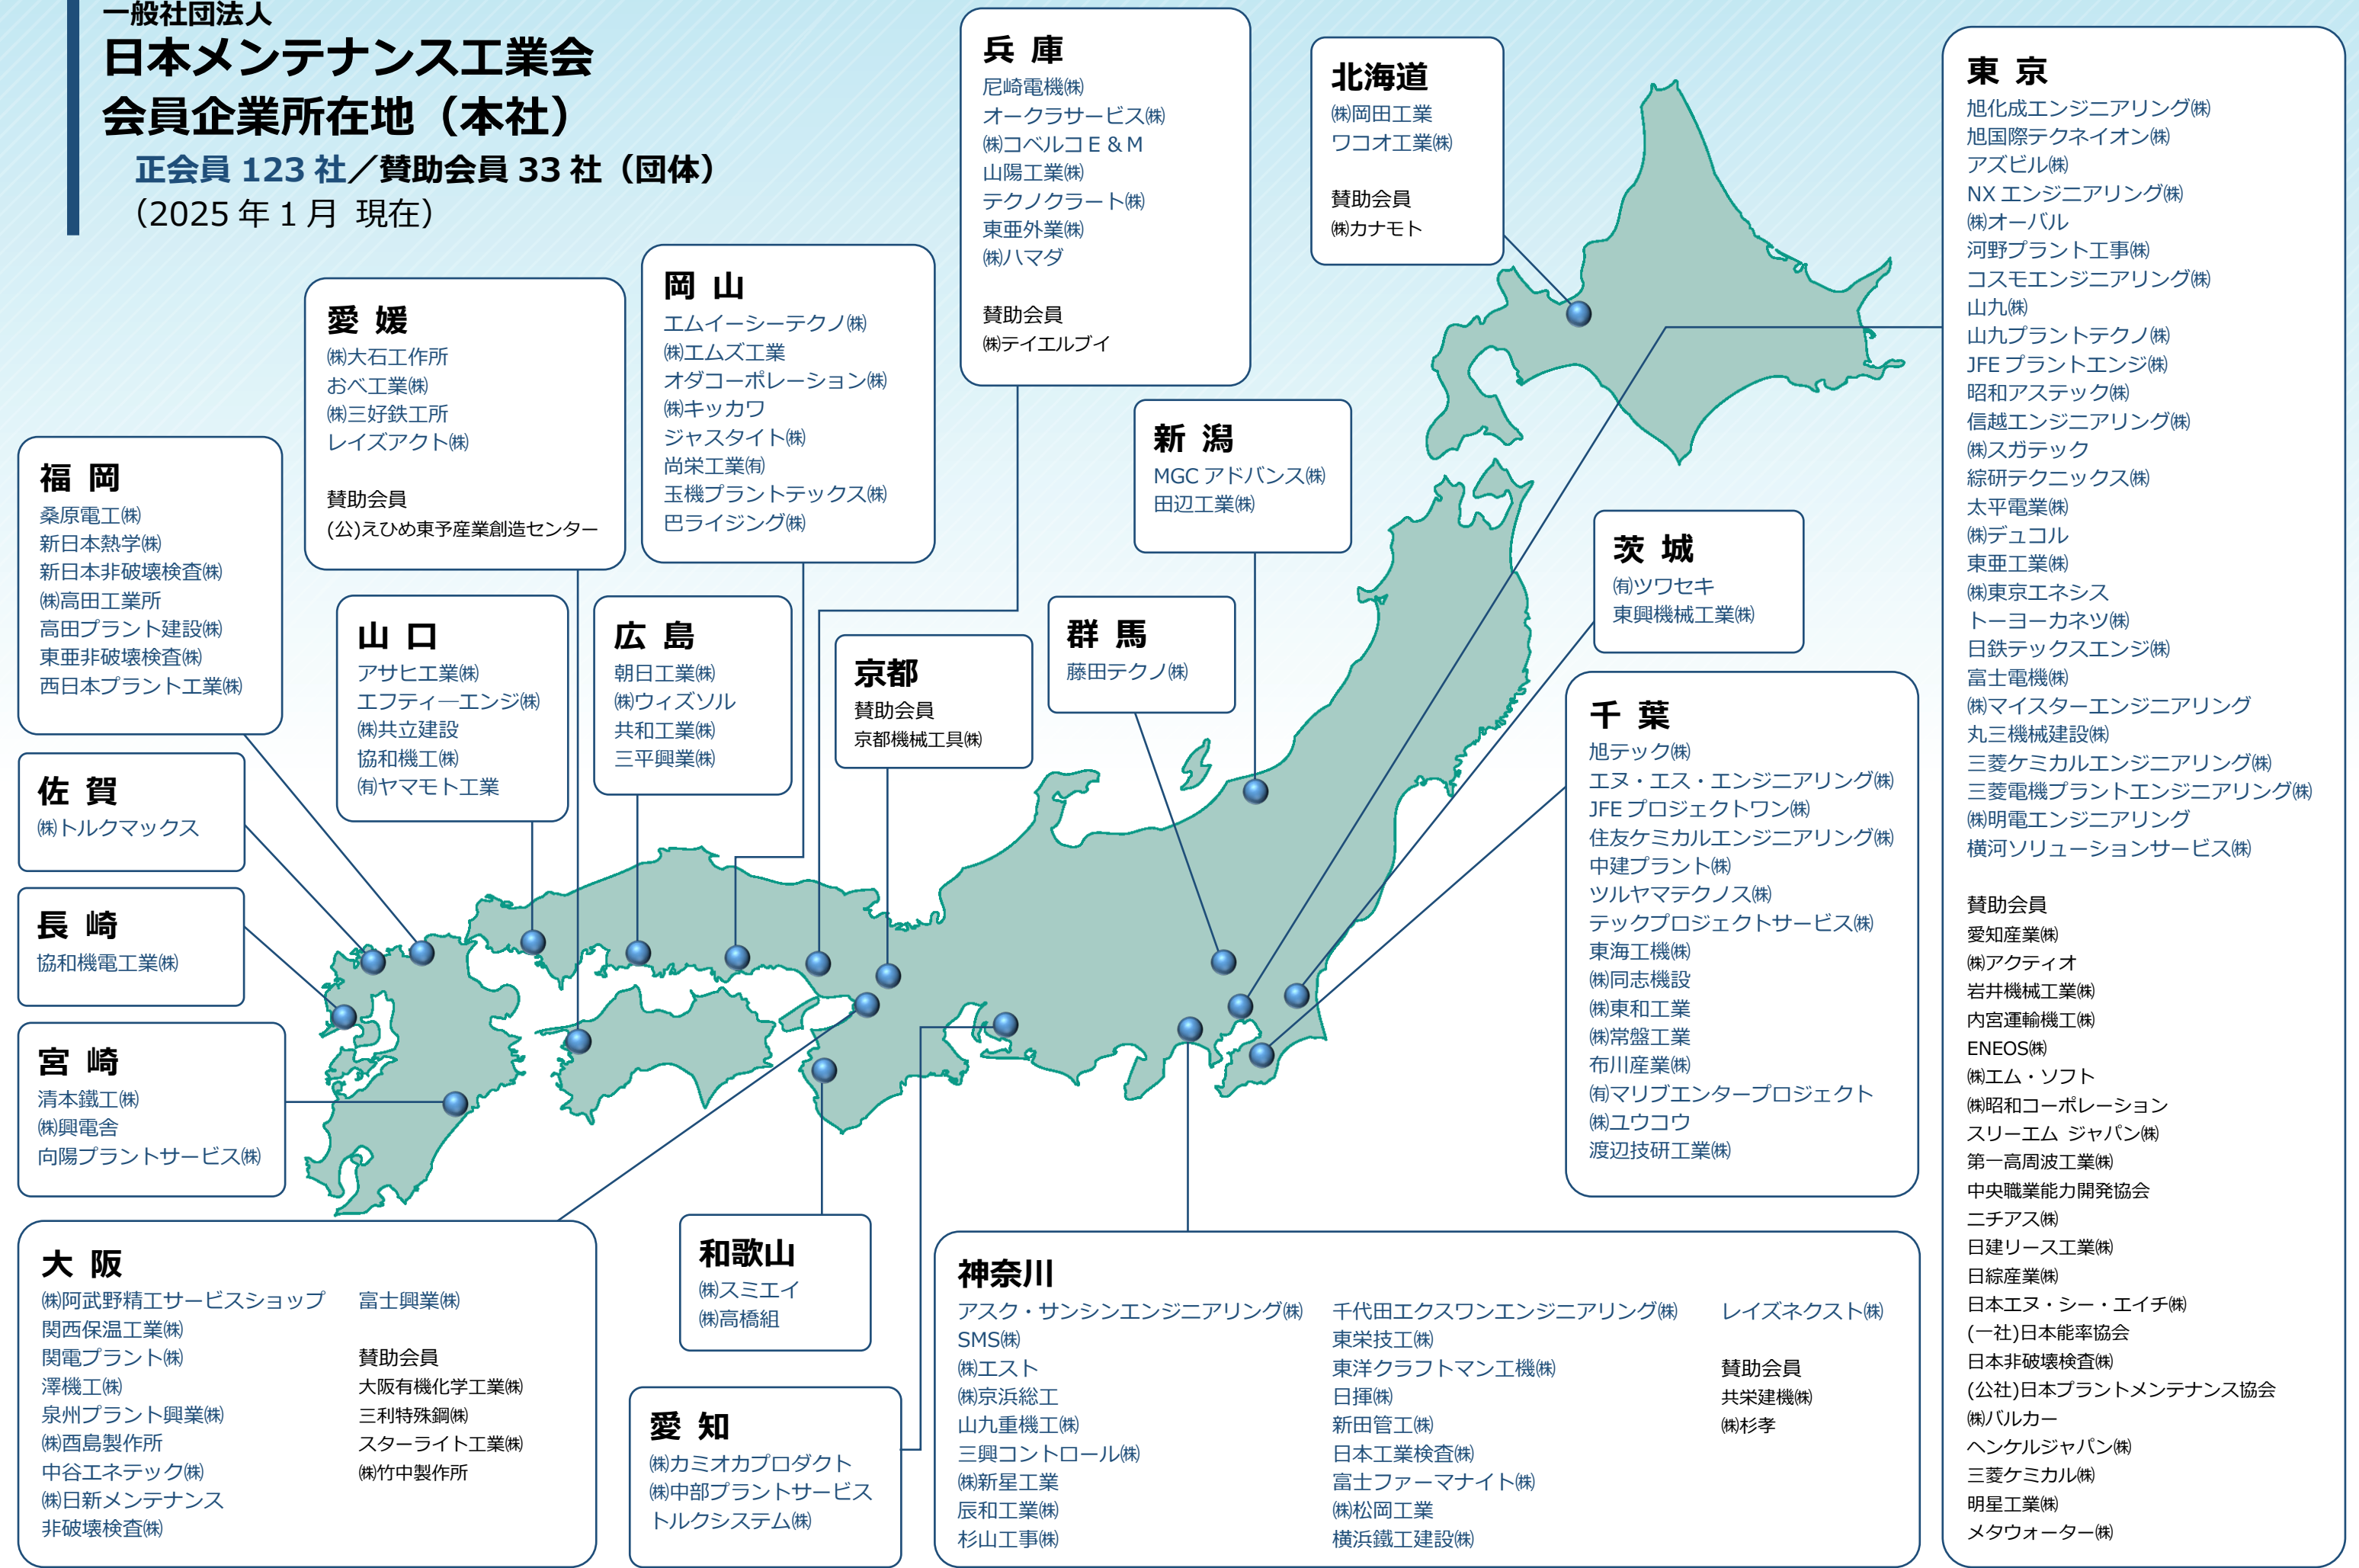 一般社団法人
日本メンテナンス工業会
会員企業所在地（本社）
正会員 123 社／賛助会員 33 社（団体）
（2025 年 1 月 現在）
兵 庫
尼崎電機㈱
オークラサービス㈱
㈱コベルコ E & M
山陽工業㈱
テクノクラート㈱
東亜外業㈱
㈱ハマダ
賛助会員
㈱テイエルブイ
北海道
㈱岡田工業
ワコオ工業㈱
賛助会員
㈱カナモト
東 京
旭化成エンジニアリング㈱
旭国際テクネイオン㈱
アズビル㈱
NX エンジニアリング㈱
㈱オーバル
河野プラント工事㈱
コスモエンジニアリング㈱
山九㈱
山九プラントテクノ㈱
JFE プラントエンジ㈱
昭和アステック㈱
信越エンジニアリング㈱
㈱スガテック
綜研テクニックス㈱
太平電業㈱
㈱デュコル
東亜工業㈱
㈱東京エネシス
トーヨーカネツ㈱
日鉄テックスエンジ㈱
富士電機㈱
㈱マイスターエンジニアリング
丸三機械建設㈱
三菱ケミカルエンジニアリング㈱
三菱電機プラントエンジニアリング㈱
㈱明電エンジニアリング
横河ソリューションサービス㈱
賛助会員
愛知産業㈱
㈱アクティオ
岩井機械工業㈱
内宮運輸機工㈱
ENEOS㈱
㈱エム・ソフト
㈱昭和コーポレーション
スリーエム ジャパン㈱
第一高周波工業㈱
中央職業能力開発協会
ニチアス㈱
日建リース工業㈱
日綜産業㈱
日本エヌ・シー・エイチ㈱
(一社)日本能率協会
日本非破壊検査㈱
(公社)日本プラントメンテナンス協会
㈱バルカー
ヘンケルジャパン㈱
三菱ケミカル㈱
明星工業㈱
メタウォーター㈱
愛 媛
㈱大石工作所
おべ工業㈱
㈱三好鉄工所
レイズアクト㈱
賛助会員
(公)えひめ東予産業創造センター
岡 山
エムイーシーテクノ㈱
㈱エムズ工業
オダコーポレーション㈱
㈱キッカワ
ジャスタイト㈱
尚栄工業㈲
玉機プラントテックス㈱
巴ライジング㈱
新 潟
MGC アドバンス㈱
田辺工業㈱
福 岡
桑原電工㈱
新日本熱学㈱
新日本非破壊検査㈱
㈱高田工業所
高田プラント建設㈱
東亜非破壊検査㈱
西日本プラント工業㈱
茨 城
㈲ツワセキ
東興機械工業㈱
山 口
アサヒ工業㈱
エフティ―エンジ㈱
㈱共立建設
協和機工㈱
㈲ヤマモト工業
広 島
朝日工業㈱
㈱ウィズソル
共和工業㈱
三平興業㈱
京都
賛助会員
京都機械工具㈱
群 馬
藤田テクノ㈱
千 葉
旭テック㈱
エヌ・エス・エンジニアリング㈱
JFE プロジェクトワン㈱
住友ケミカルエンジニアリング㈱
中建プラント㈱
ツルヤマテクノス㈱
テックプロジェクトサービス㈱
東海工機㈱
㈱同志機設
㈱東和工業
㈱常盤工業
布川産業㈱
㈲マリブエンタープロジェクト
㈱ユウコウ
渡辺技研工業㈱
佐 賀
㈱トルクマックス
長 崎
協和機電工業㈱
宮 崎
清本鐵工㈱
㈱興電舎
向陽プラントサービス㈱
大 阪
㈱阿武野精工サービスショップ
関西保温工業㈱
関電プラント㈱
澤機工㈱
泉州プラント興業㈱
㈱酉島製作所
中谷エネテック㈱
㈱日新メンテナンス
非破壊検査㈱
富士興業㈱
賛助会員
大阪有機化学工業㈱
三利特殊鋼㈱
スターライト工業㈱
㈱竹中製作所
和歌山
㈱スミエイ
㈱高橋組
愛 知
㈱カミオカプロダクト
㈱中部プラントサービス
トルクシステム㈱
神奈川
アスク・サンシンエンジニアリング㈱
SMS㈱
㈱エスト
㈱京浜総工
山九重機工㈱
三興コントロール㈱
㈱新星工業
辰和工業㈱
杉山工事㈱
千代田エクスワンエンジニアリング㈱
東栄技工㈱
東洋クラフトマン工機㈱
日揮㈱
新田管工㈱
日本工業検査㈱
富士ファーマナイト㈱
㈱松岡工業
横浜鐵工建設㈱
レイズネクスト㈱
賛助会員
共栄建機㈱
㈱杉孝